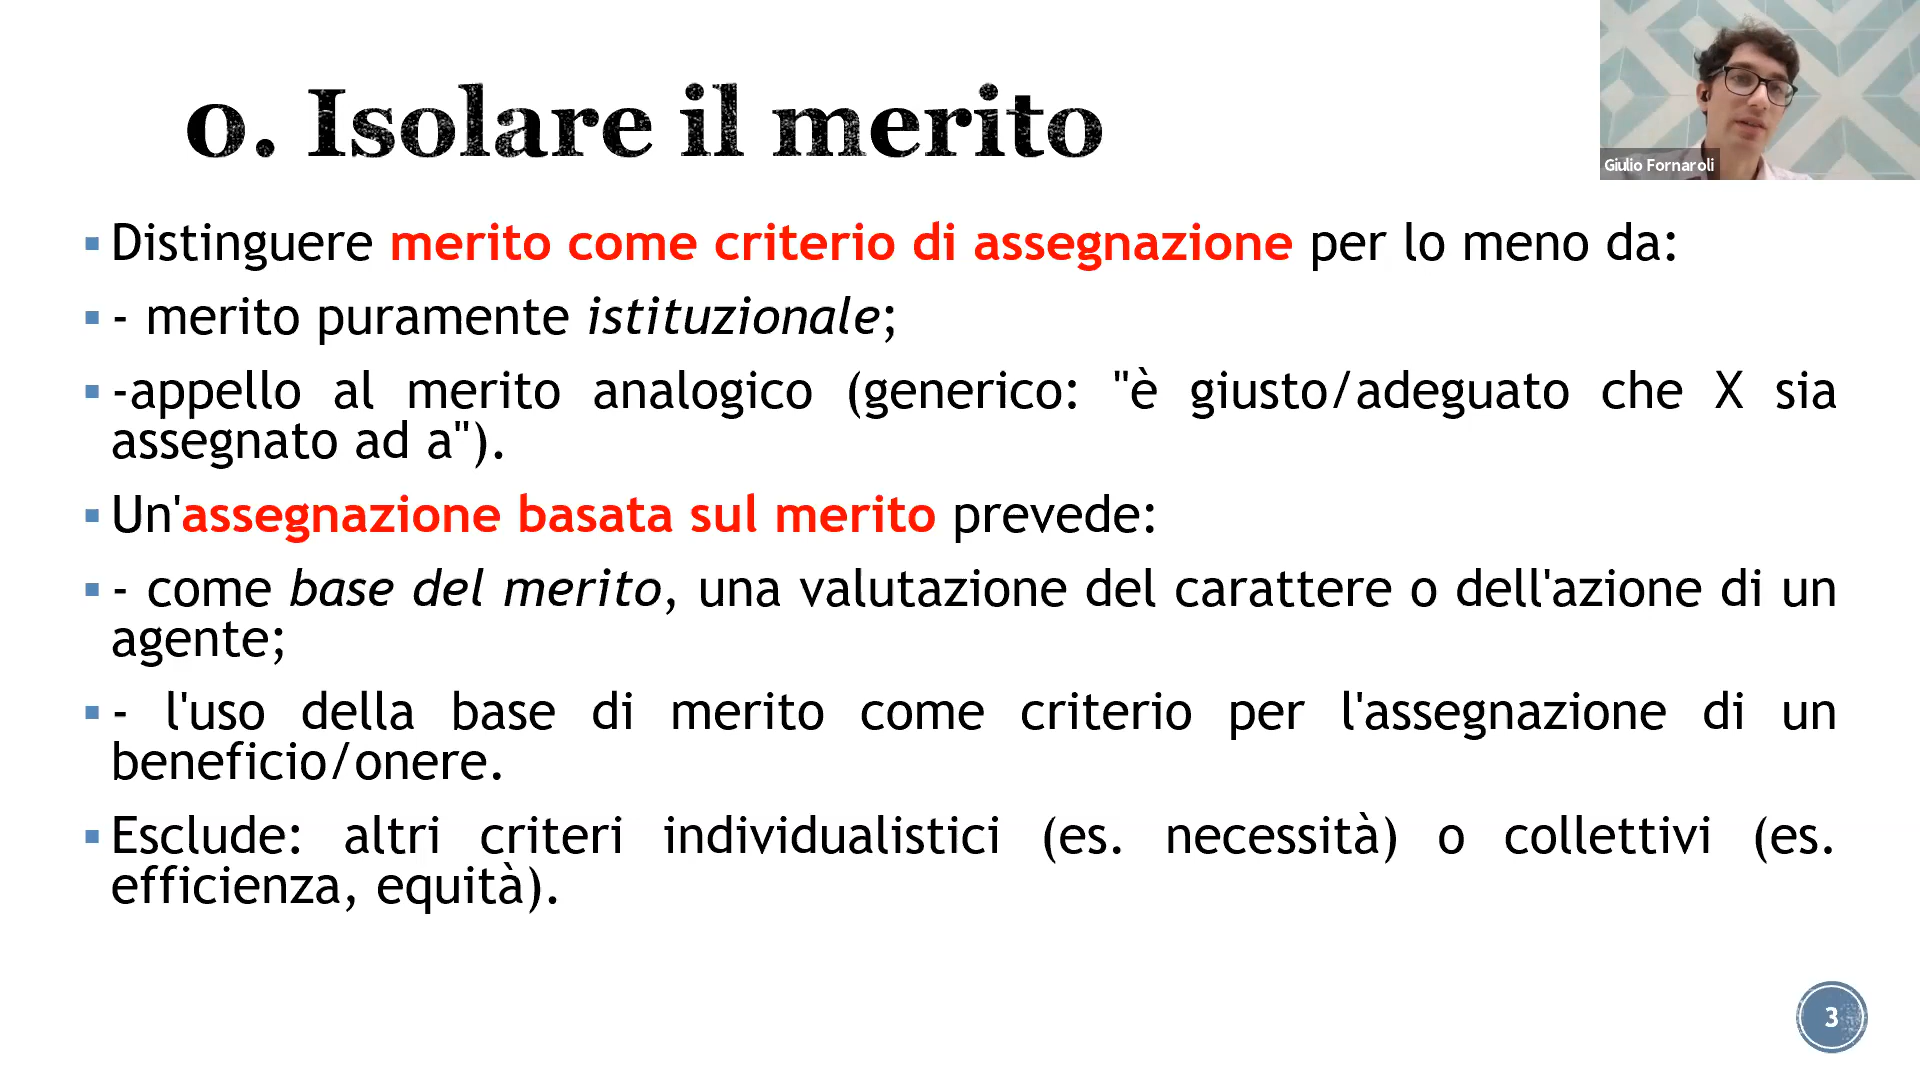 0. Isolare il merito
Giulio Fornaroli
Distinguere merito come criterio di assegnazione per lo meno da:
- merito puramente istituzionale;
-appello al merito analogico (generico: "è giusto/adeguato che X sia
assegnato ad a").
Un'assegnazione basata sul merito prevede:
- come base del merito, una valutazione del carattere o dell'azione di un
agente;
- l'uso della base di merito come criterio per l'assegnazione di un
beneficio/onere.
Esclude: altri criteri individualistici (es. necessità) o collettivi (es.
efficienza, equità).
3